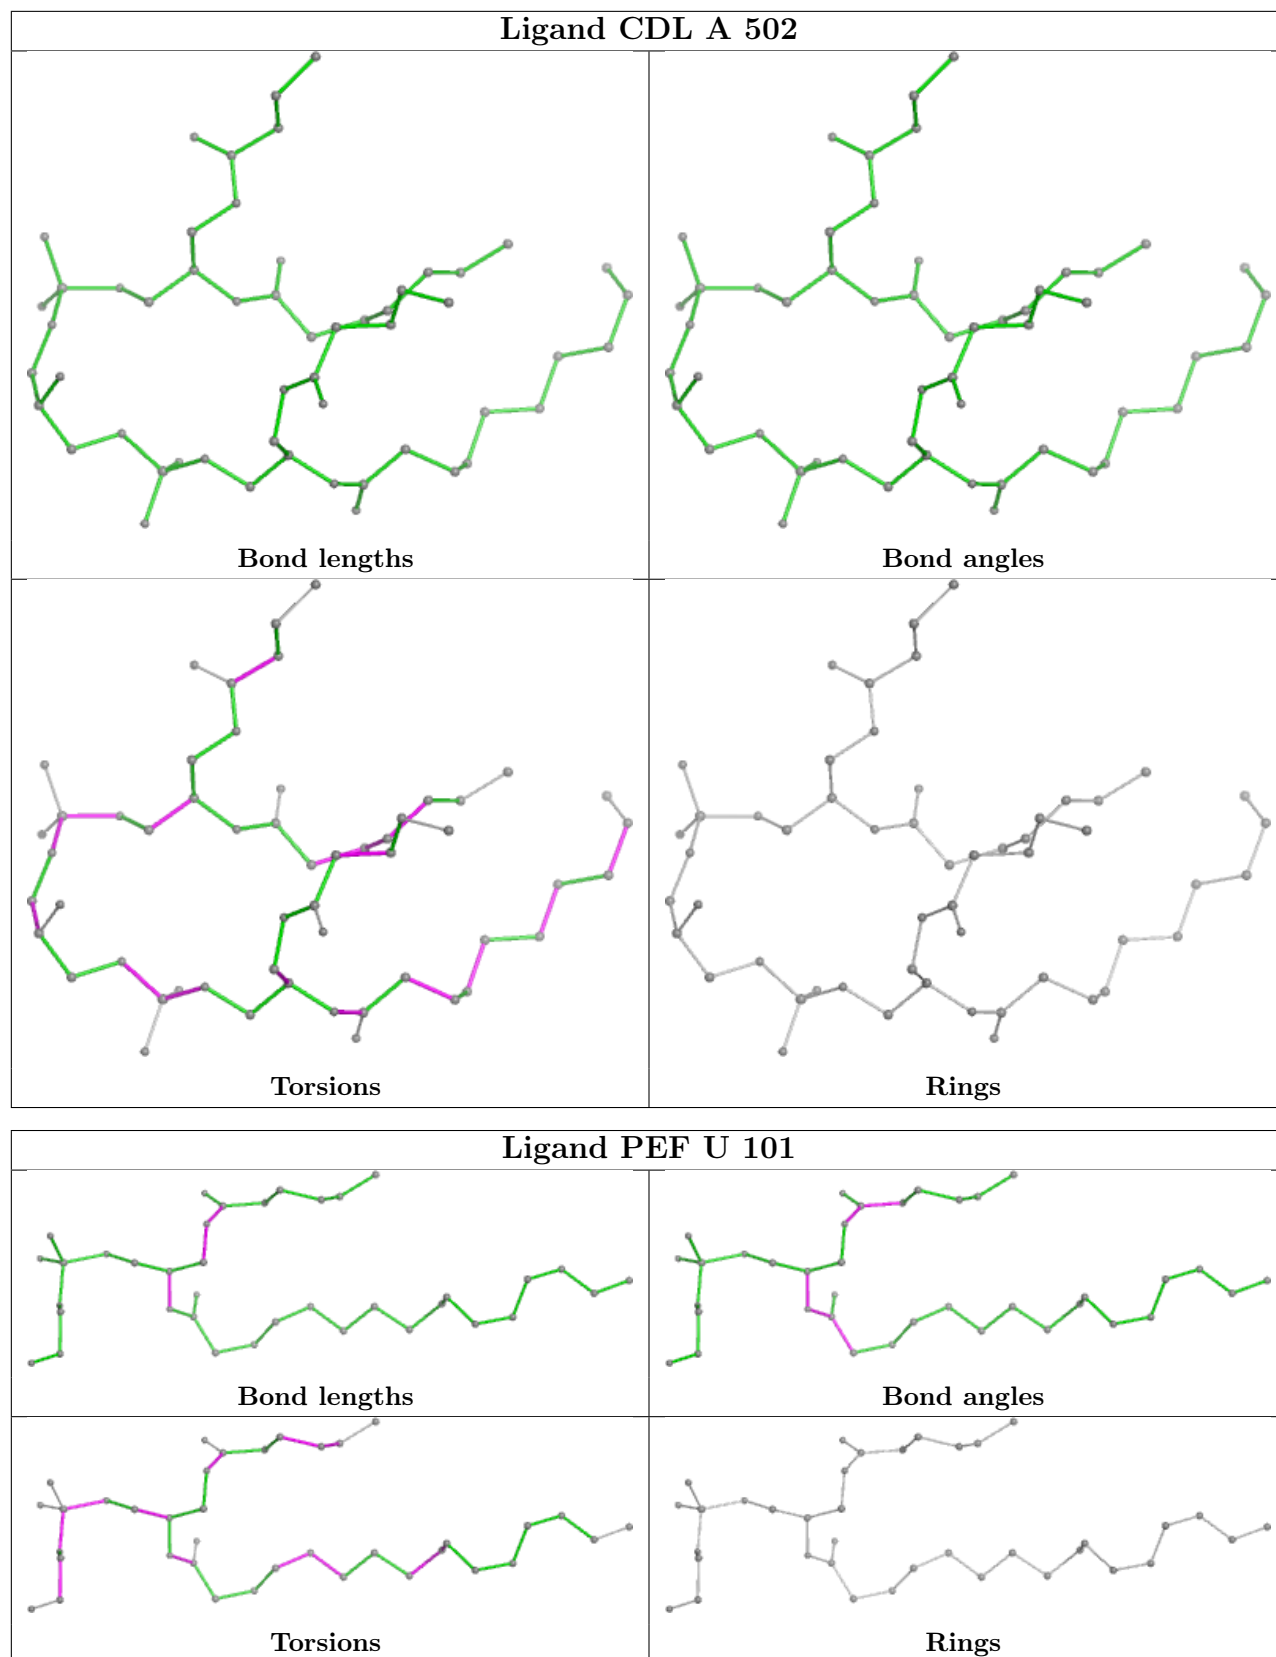 Ligand CDL A 502
Bond lengths
Bond angles
Torsions
Rings
Ligand PEF U 101
Bond lengths
Bond angles
Torsions
Rings